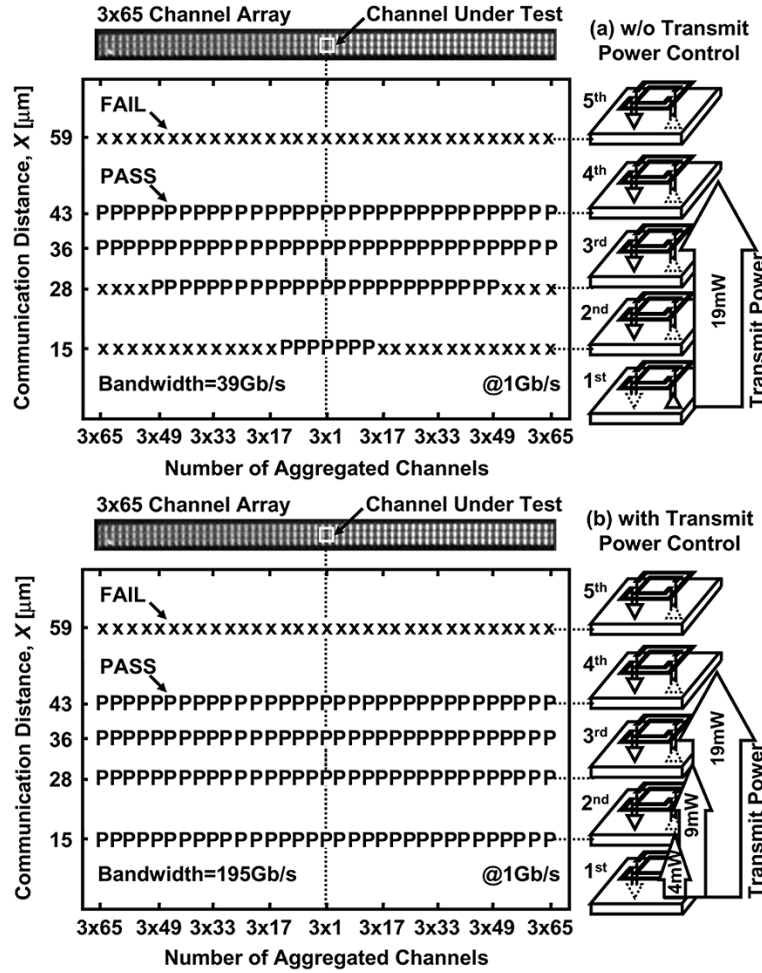 3x65 Channel Array
Channel Under Test
(a) w/o Transmit
Power Control
Communication Distance, X [μm]
FAIL
59
xxxxxxxxxxxxxxxxxxxxxxxxxxxxxxxxx
PASS
43
PPPPPPPPPPPPPPPPPPPPPPPPPPPPPPPPP
36
PPPPPPPPPPPPPPPPPPPPPPPPPPPPPPPPP
28
xxxxPPPPPPPPPPPPPPPPPPPPPPPPPxxxx
15
xxxxxxxxxxxxxPPPPPPPxxxxxxxxxxxxx
Bandwidth=39Gb/s
@1Gb/s
3x65 3x49 3x33 3x17 3x1 3x17 3x33 3x49 3x65
Number of Aggregated Channels
5th
4th
3rd
2nd
1st
19mW
Transmit Power
3x65 Channel Array
Channel Under Test
(b) with Transmit
Power Control
Communication Distance, X [μm]
FAIL
59
xxxxxxxxxxxxxxxxxxxxxxxxxxxxxxxxx
PASS
43
PPPPPPPPPPPPPPPPPPPPPPPPPPPPPPPPP
36
PPPPPPPPPPPPPPPPPPPPPPPPPPPPPPPPP
28
PPPPPPPPPPPPPPPPPPPPPPPPPPPPPPPPP
15
PPPPPPPPPPPPPPPPPPPPPPPPPPPPPPPPP
Bandwidth=195Gb/s
@1Gb/s
3x65 3x49 3x33 3x17 3x1 3x17 3x33 3x49 3x65
Number of Aggregated Channels
5th
4th
3rd
2nd
1st
4mW
9mW
19mW
Transmit Power